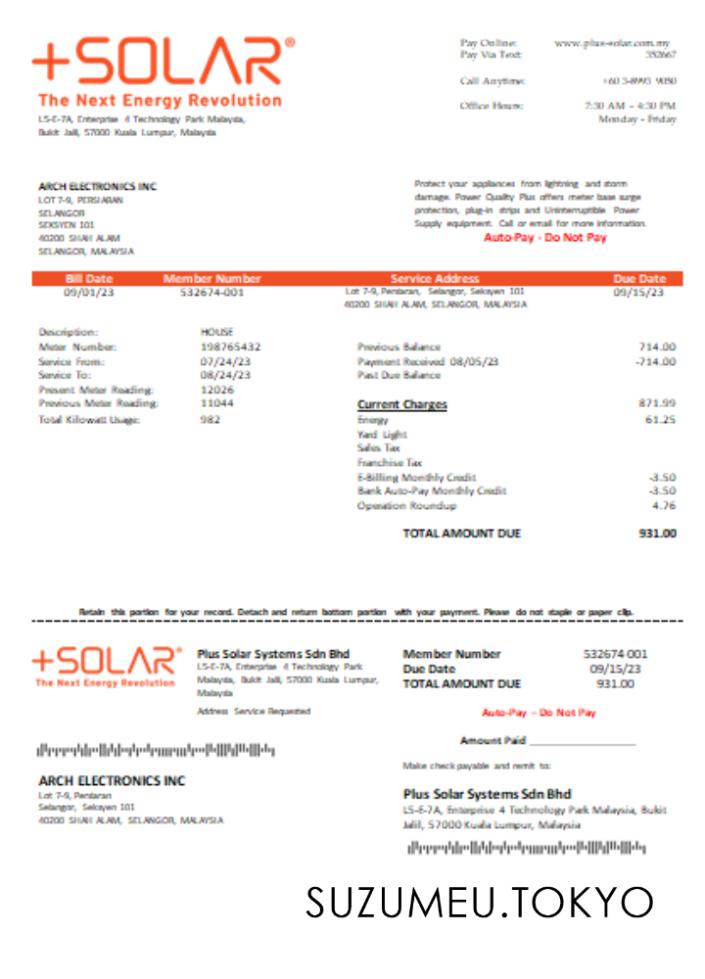 +SOLAR®
The Next Energy Revolution
L5-E-7A, Enterprise 4 Technology Park Malaysia,
Bukit Jalil, 57000 Kuala Lumpur, Malaysia
Pay Online: www.plus-solar.com.my
Pay Via Text: 352667
Call Anytime: +60 3-8993 9080
Office Hours: 7:30 AM – 4:30 PM
Monday – Friday
ARCH ELECTRONICS INC
LOT 7-9, PERSIARAN
SELANGOR
SEKSYEN 101
40200 SHAH ALAM
SELANGOR, MALAYSIA
Protect your appliances from lightning and storm
damage. Power Quality Plus offers meter base surge
protection, plug-in strips and Uninterruptible Power
Supply equipment. Call or email for more information.
Auto-Pay - Do Not Pay
Bill Date Member Number Service Address Due Date
09/01/23 532674-001 Lot 7-9, Persiaran, Selangor, Seksyen 101 09/15/23
40200 SHAH ALAM, SELANGOR, MALAYSIA
Description: HOUSE
Meter Number: 198765432
Service From: 07/24/23
Service To: 08/24/23
Present Meter Reading: 12026
Previous Meter Reading: 11044
Total Kilowatt Usage: 982
Previous Balance 714.00
Payment Received 08/05/23 -714.00
Past Due Balance
Current Charges 871.99
Energy 61.25
Yard Light
Sales Tax
Franchise Tax
E-Billing Monthly Credit -3.50
Bank Auto-Pay Monthly Credit -3.50
Operation Roundup 4.76
TOTAL AMOUNT DUE 931.00
Retain this portion for your record. Detach and return bottom portion with your payment. Please do not staple or paper clip.
+SOLAR®
The Next Energy Revolution
Plus Solar Systems Sdn Bhd
L5-E-7A, Enterprise 4 Technology Park
Malaysia, Bukit Jalil, 57000 Kuala Lumpur,
Malaysia
Address Service Requested
Member Number 532674-001
Due Date 09/15/23
TOTAL AMOUNT DUE 931.00
Auto-Pay – Do Not Pay
Amount Paid
Make check payable and remit to:
ARCH ELECTRONICS INC
Lot 7-9, Persiaran
Selangor, Seksyen 101
40200 SHAH ALAM, SELANGOR, MALAYSIA
Plus Solar Systems Sdn Bhd
L5-E-7A, Enterprise 4 Technology Park Malaysia, Bukit
Jalil, 57000 Kuala Lumpur, Malaysia
SUZUMEU.TOKYO